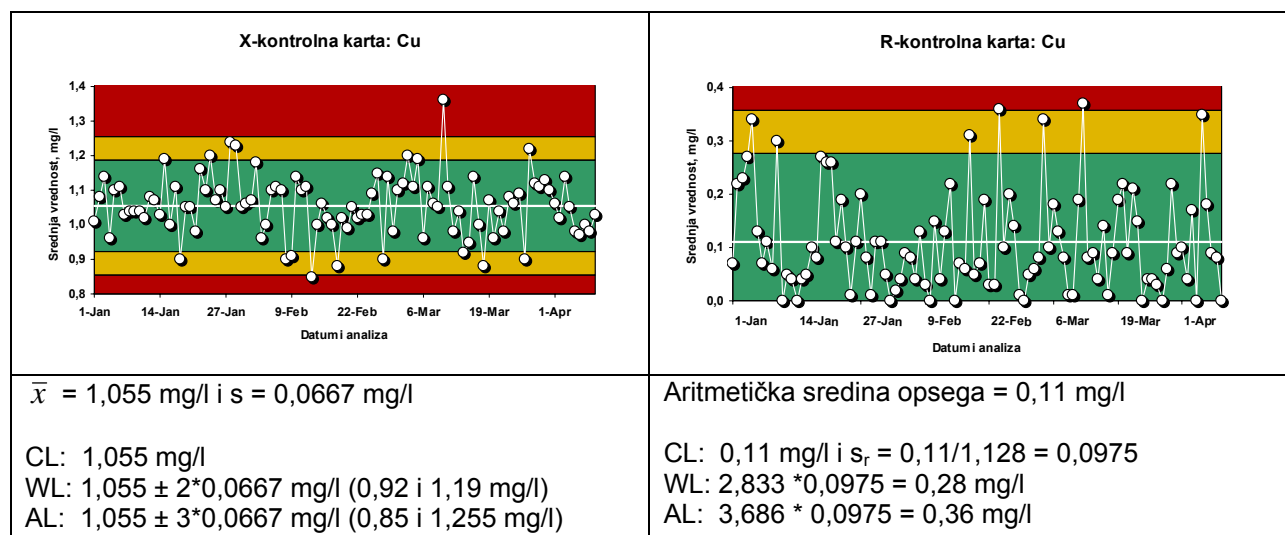 X-kontrolna karta: Cu
Srednja vrednost, mg/l
1,4
1,3
1,2
1,1
1,0
0,9
0,8
1-Jan 14-Jan 27-Jan 9-Feb 22-Feb 6-Mar 19-Mar 1-Apr
Datum i analiza
R-kontrolna karta: Cu
Srednja vrednost, mg/l
0,4
0,3
0,2
0,1
0,0
1-Jan 14-Jan 27-Jan 9-Feb 22-Feb 6-Mar 19-Mar 1-Apr
Datum i analiza
x̅ = 1,055 mg/l i s = 0,0667 mg/l
CL: 1,055 mg/l
WL: 1,055 ± 2*0,0667 mg/l (0,92 i 1,19 mg/l)
AL: 1,055 ± 3*0,0667 mg/l (0,85 i 1,255 mg/l)
Aritmetička sredina opsega = 0,11 mg/l
CL: 0,11 mg/l i sr = 0,11/1,128 = 0,0975
WL: 2,833 *0,0975 = 0,28 mg/l
AL: 3,686 * 0,0975 = 0,36 mg/l